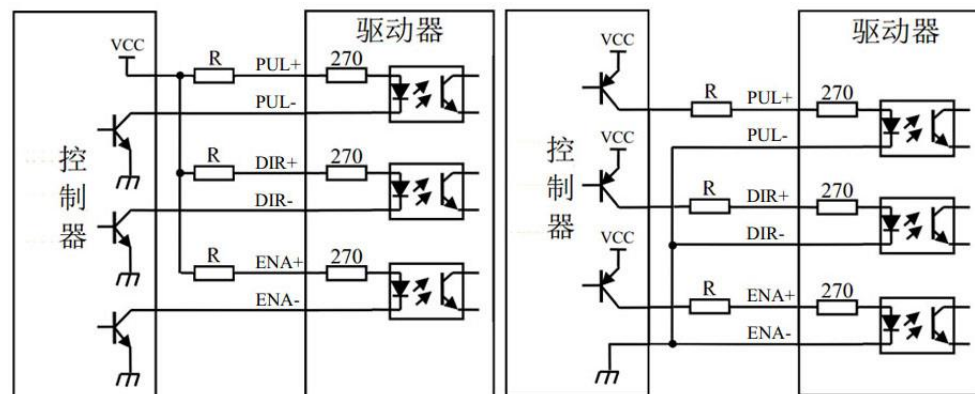 驱动器
VCC
R
PUL+
270
PUL-
控制器
R
DIR+
270
DIR-
R
ENA+
270
ENA-
驱动器
VCC
R
PUL+
270
PUL-
VCC
控制器
R
DIR+
270
DIR-
VCC
R
ENA+
270
ENA-